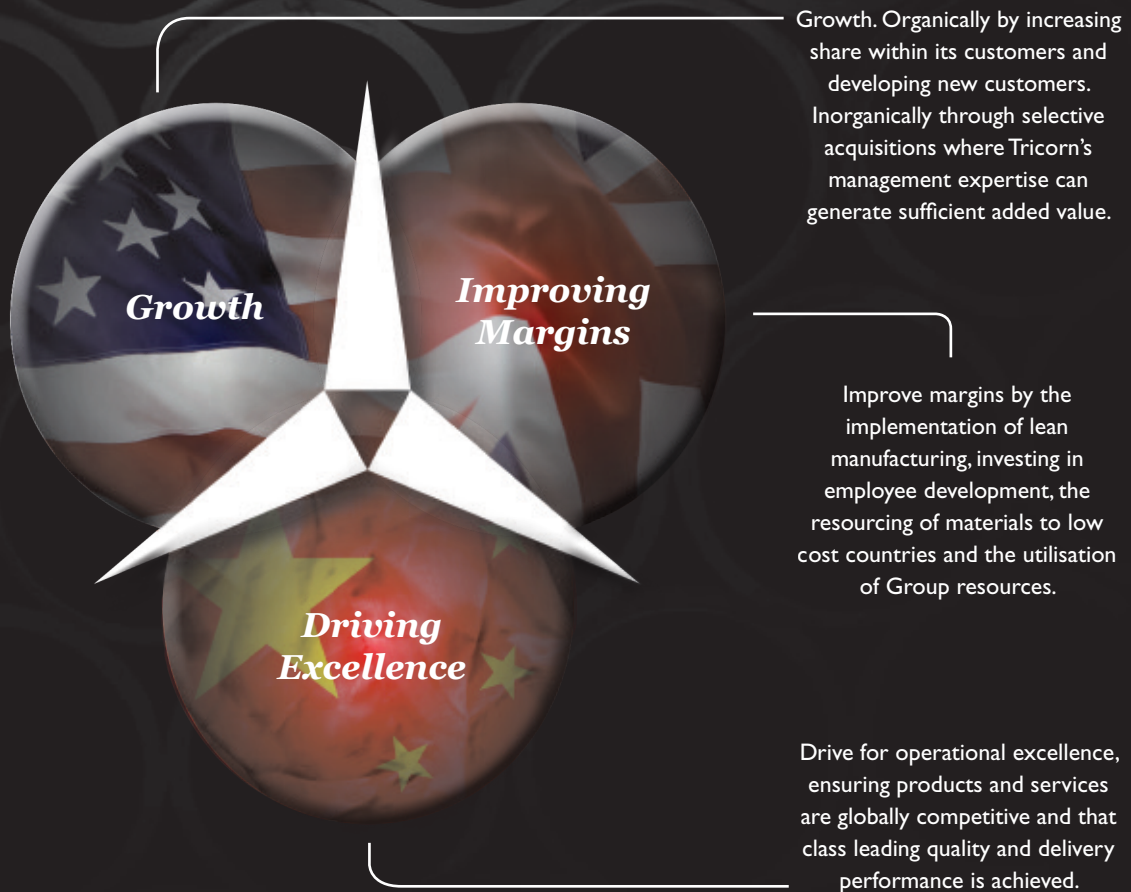 Growth. Organically by increasing
share within its customers and
developing new customers.
Inorganically through selective
acquisitions where Tricorn’s
management expertise can
generate sufficient added value.
Growth
Improving
Margins
Improve margins by the
implementation of lean
manufacturing, investing in
employee development, the
resourcing of materials to low
cost countries and the utilisation
of Group resources.
Driving
Excellence
Drive for operational excellence,
ensuring products and services
are globally competitive and that
class leading quality and delivery
performance is achieved.